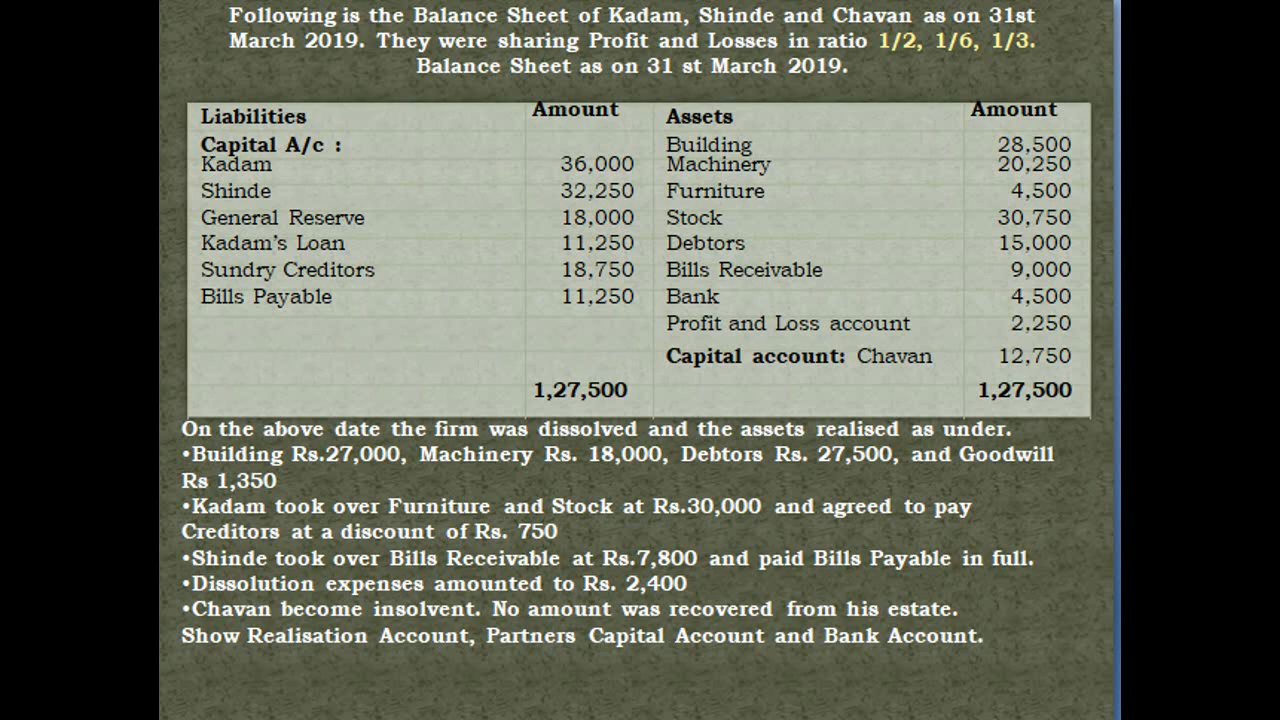 Following is the Balance Sheet of Kadam, Shinde and Chavan as on 31st
March 2019. They were sharing Profit and Losses in ratio 1/2, 1/6, 1/3.
Balance Sheet as on 31 st March 2019.
Liabilities Amount Assets Amount
Capital A/c : Building 28,500
Kadam 36,000 Machinery 20,250
Shinde 32,250 Furniture 4,500
General Reserve 18,000 Stock 30,750
Kadam's Loan 11,250 Debtors 15,000
Sundry Creditors 18,750 Bills Receivable 9,000
Bills Payable 11,250 Bank 4,500
Profit and Loss account 2,250
Capital account: Chavan 12,750
1,27,500 1,27,500
On the above date the firm was dissolved and the assets realised as under.
•Building Rs.27,000, Machinery Rs. 18,000, Debtors Rs. 27,500, and Goodwill
Rs 1,350
•Kadam took over Furniture and Stock at Rs.30,000 and agreed to pay
Creditors at a discount of Rs. 750
•Shinde took over Bills Receivable at Rs.7,800 and paid Bills Payable in full.
•Dissolution expenses amounted to Rs. 2,400
•Chavan become insolvent. No amount was recovered from his estate.
Show Realisation Account, Partners Capital Account and Bank Account.